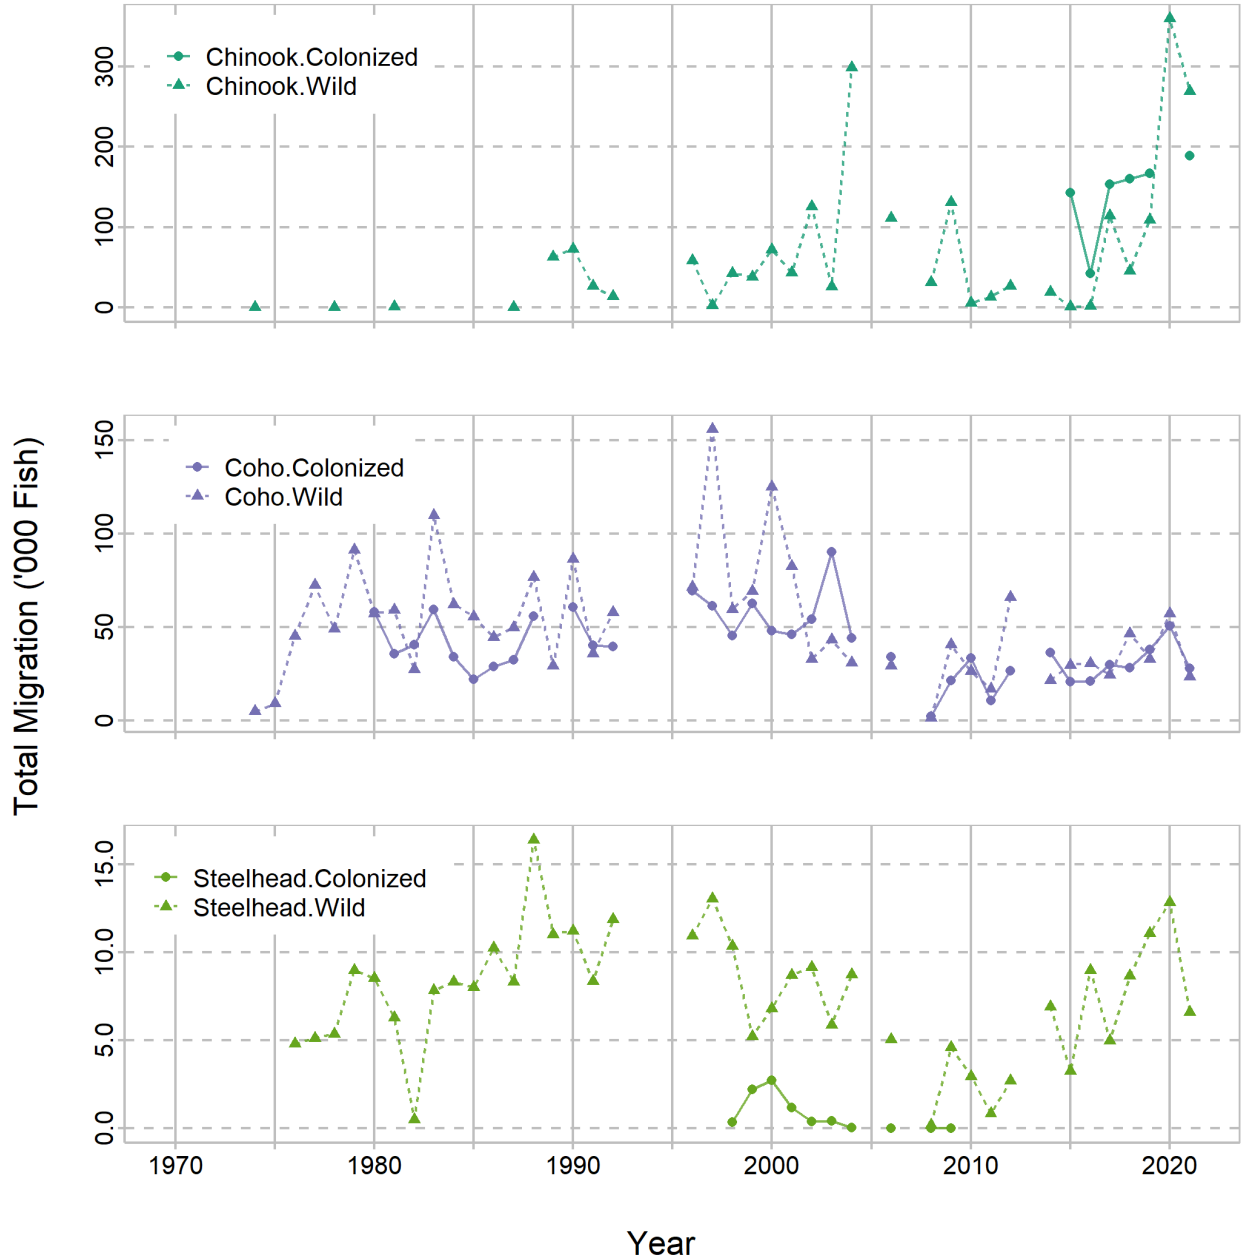 Chinook.Colonized
Chinook.Wild
300
200
100
0
Total Migration ('000 Fish)
Coho.Colonized
Coho.Wild
150
100
50
0
Steelhead.Colonized
Steelhead.Wild
15.0
10.0
5.0
0.0
1970 1980 1990 2000 2010 2020
Year